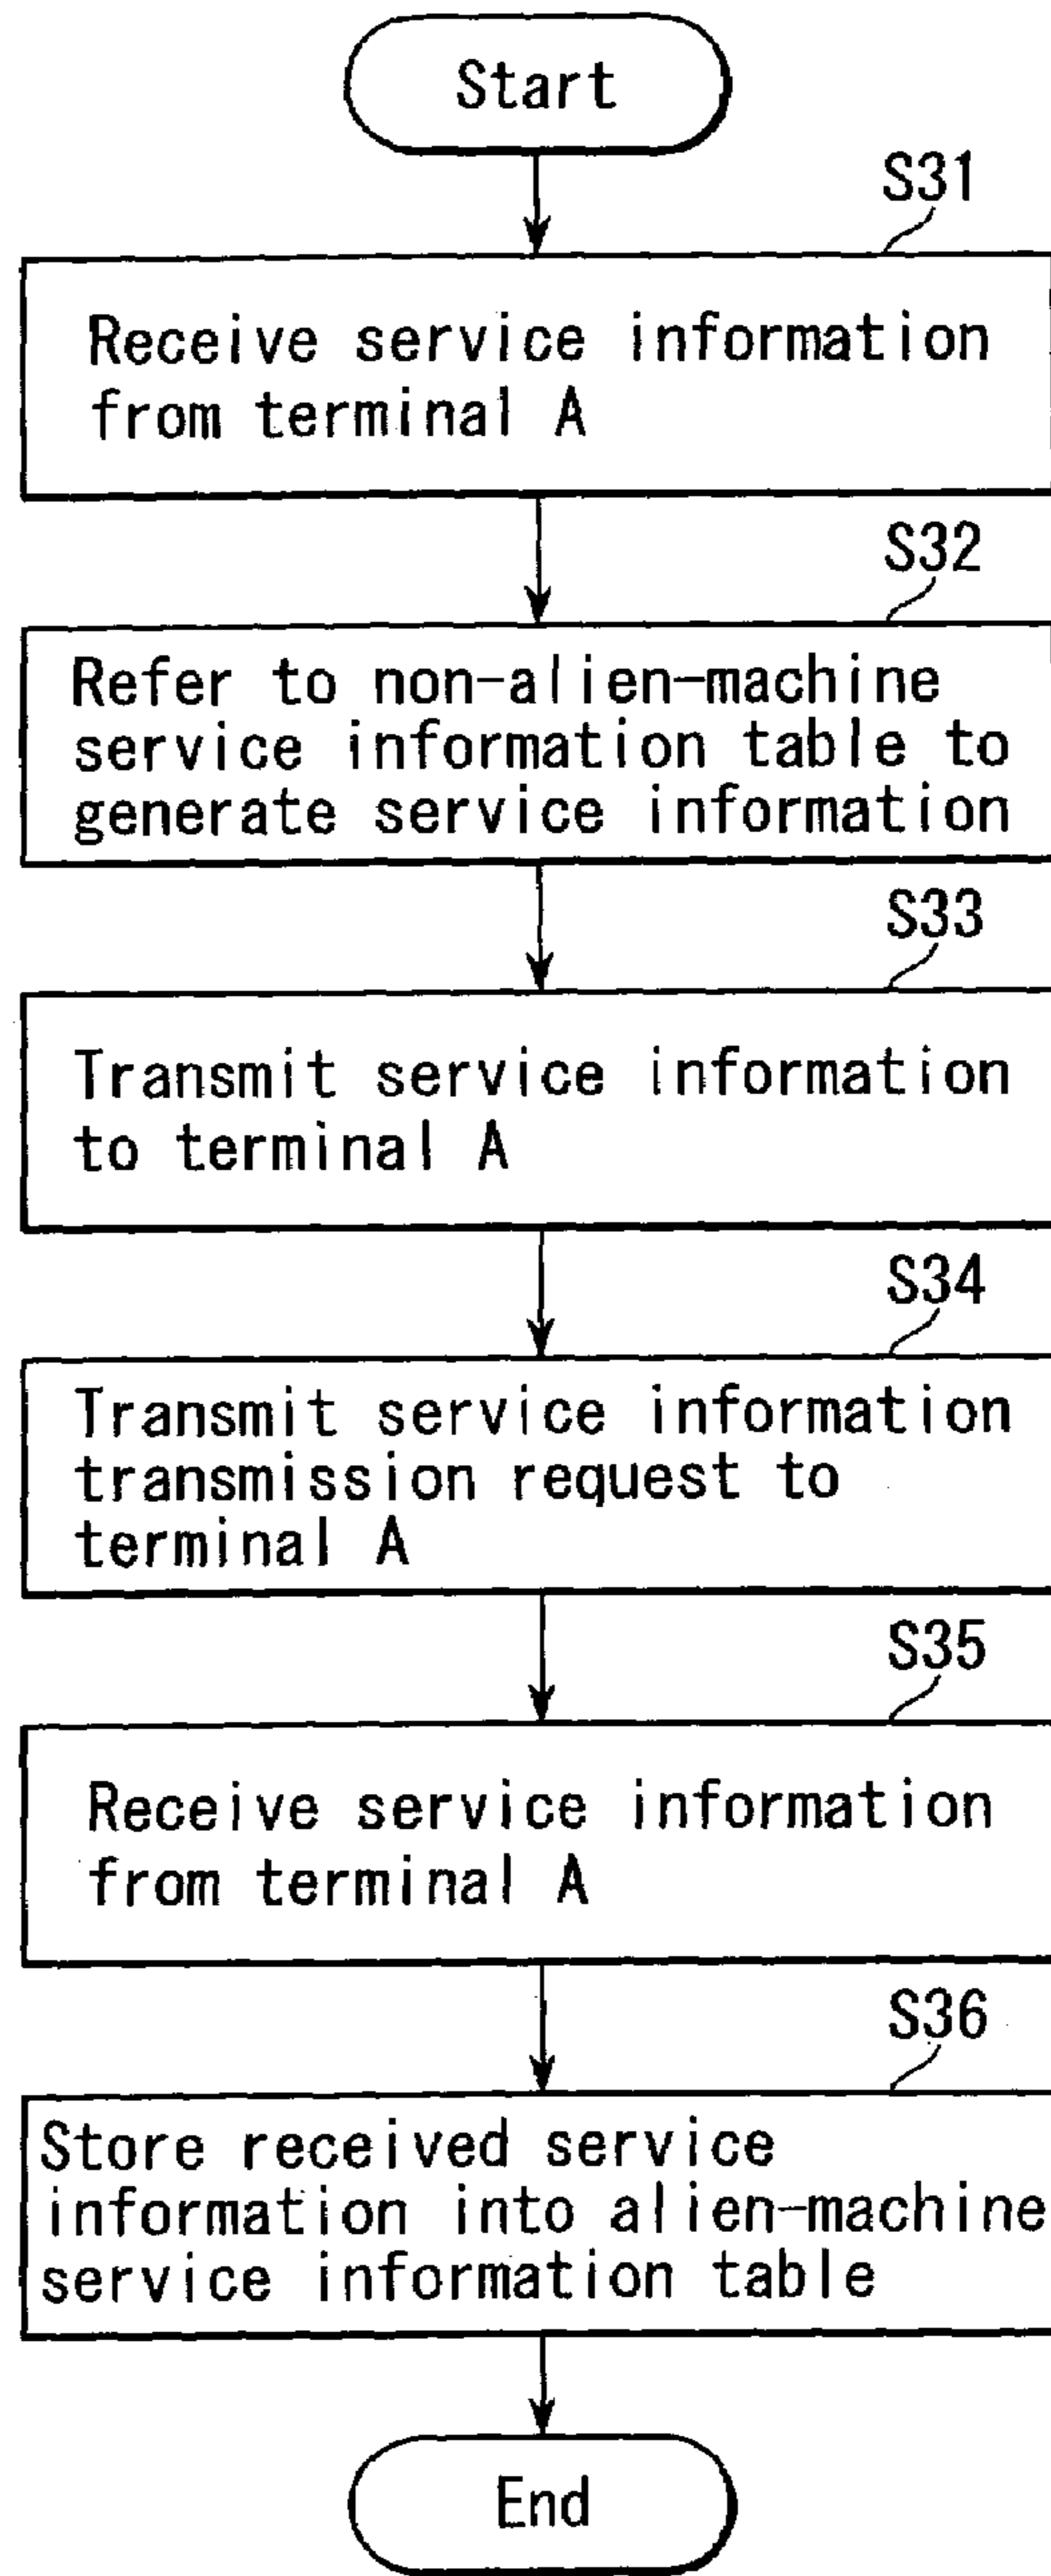 Start
S31
Receive service information
from terminal A
S32
Refer to non-alien-machine
service information table to
generate service information
S33
Transmit service information
to terminal A
S34
Transmit service information
transmission request to
terminal A
S35
Receive service information
from terminal A
S36
Store received service
information into alien-machine
service information table
End